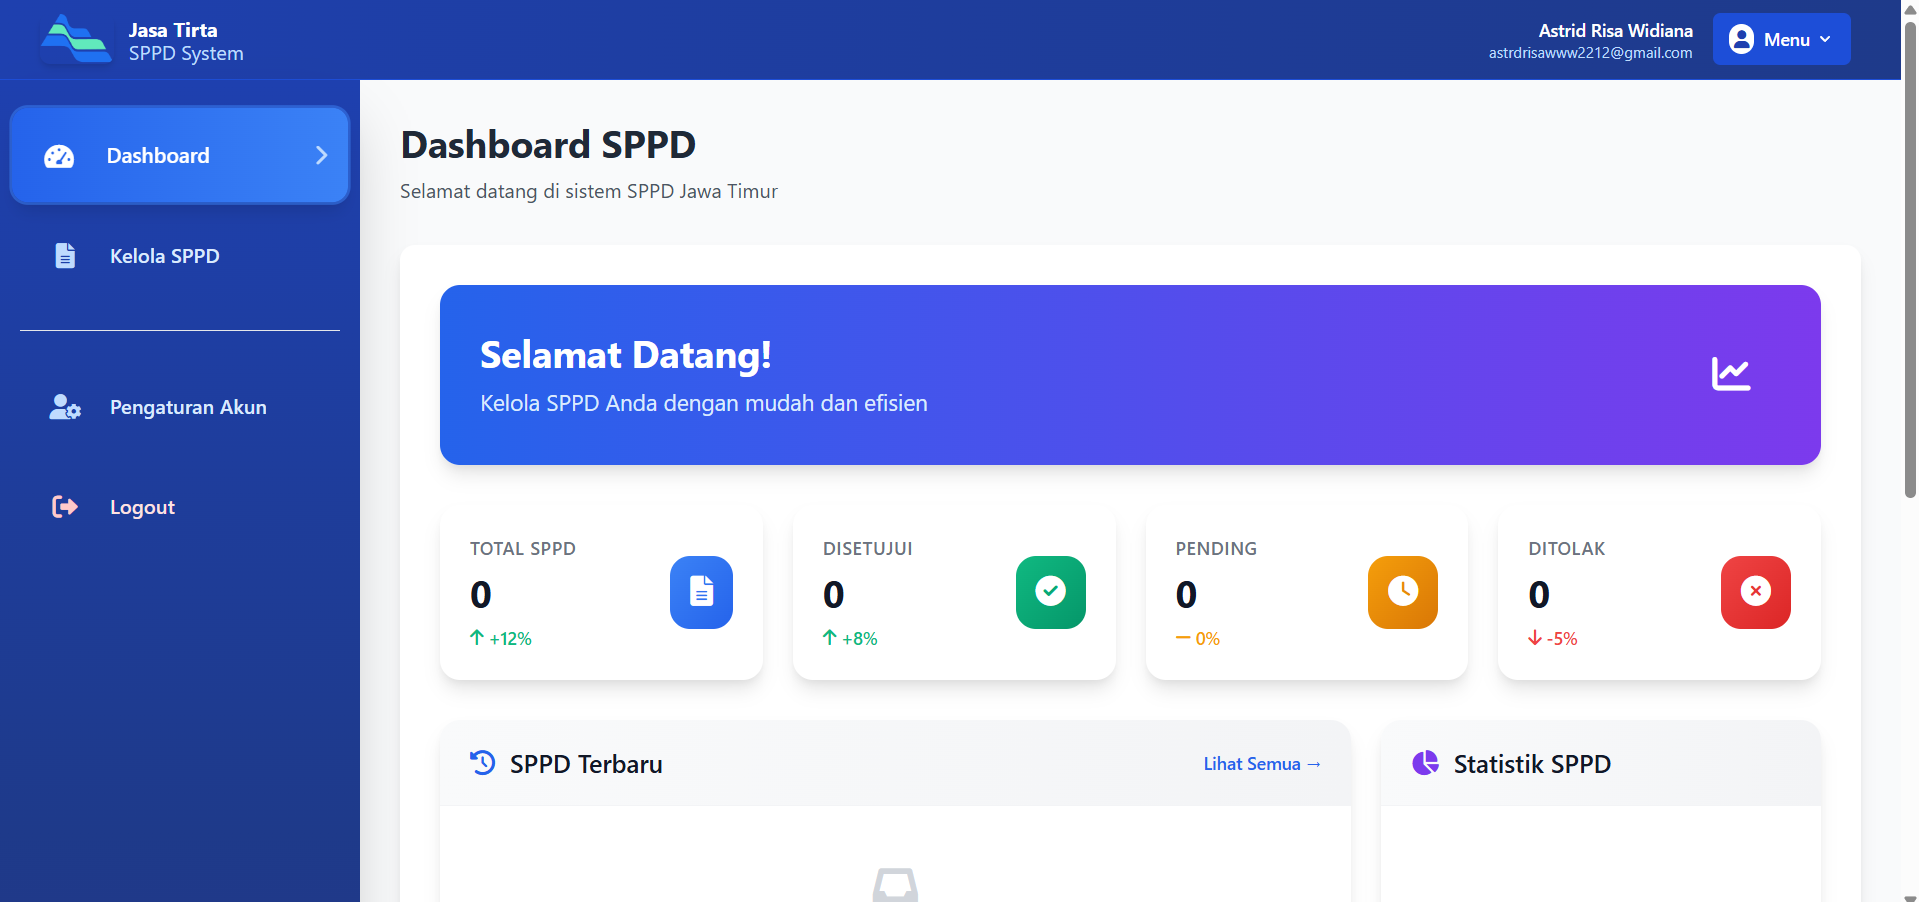 Jasa Tirta
SPPD System
Astrid Risa Widiana
astrdrisawww2212@gmail.com
Menu
Dashboard
Kelola SPPD
Pengaturan Akun
Logout
Dashboard SPPD
Selamat datang di sistem SPPD Jawa Timur
Selamat Datang!
Kelola SPPD Anda dengan mudah dan efisien
TOTAL SPPD
0
+12%
DISETUJUI
0
+8%
PENDING
0
0%
DITOLAK
0
-5%
SPPD Terbaru
Lihat Semua →
Statistik SPPD